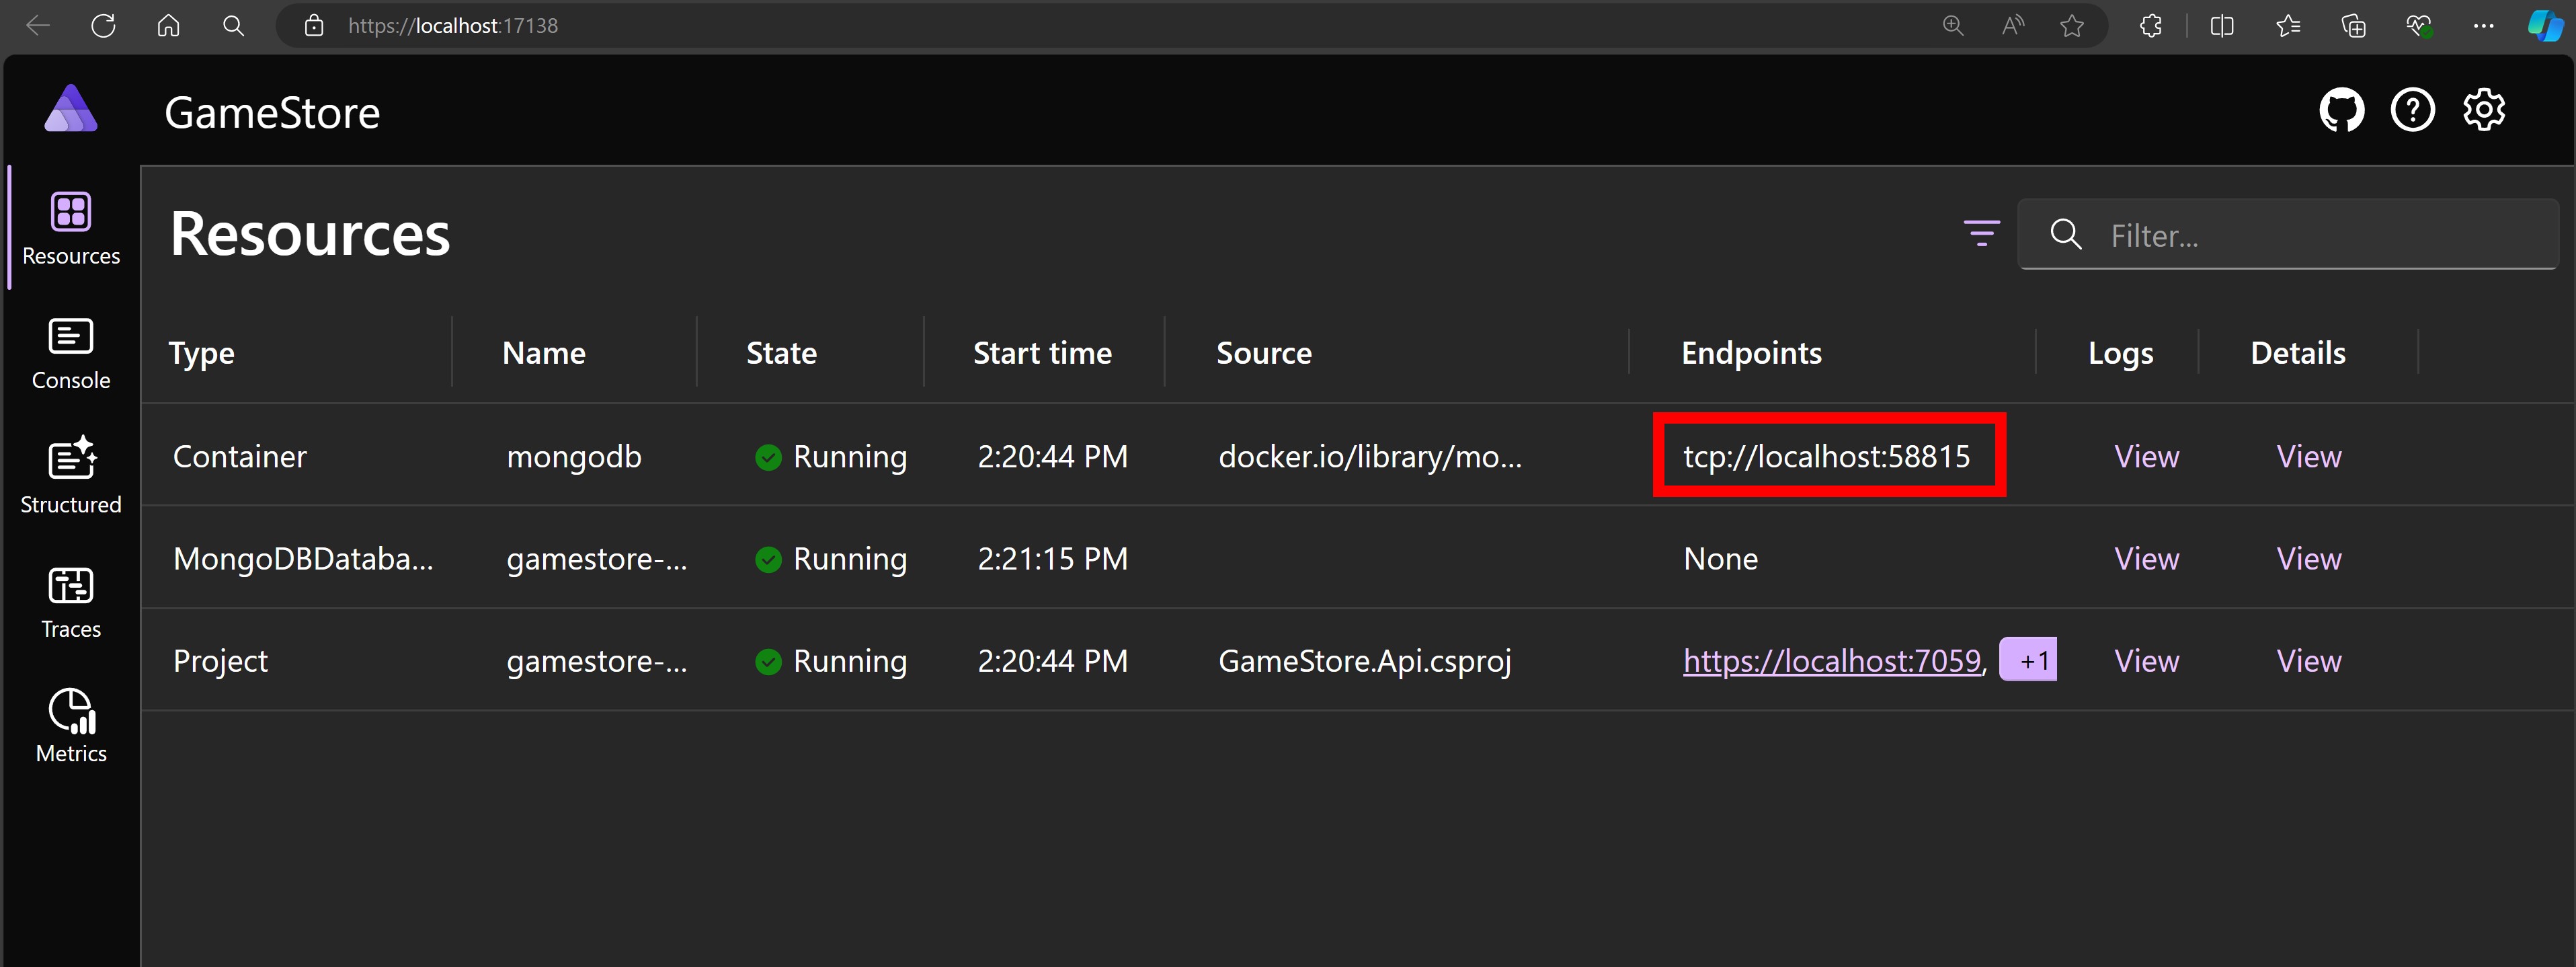 https://localhost:17138
GameStore
Resources
Console
Structured
Traces
Metrics
Resources
Filter...
Type Name State Start time Source Endpoints Logs Details
Container mongodb Running 2:20:44 PM docker.io/library/mo... tcp://localhost:58815 View View
MongoDBDataba... gamestore-... Running 2:21:15 PM None View View
Project gamestore-... Running 2:20:44 PM GameStore.Api.csproj https://localhost:7059, +1 View View